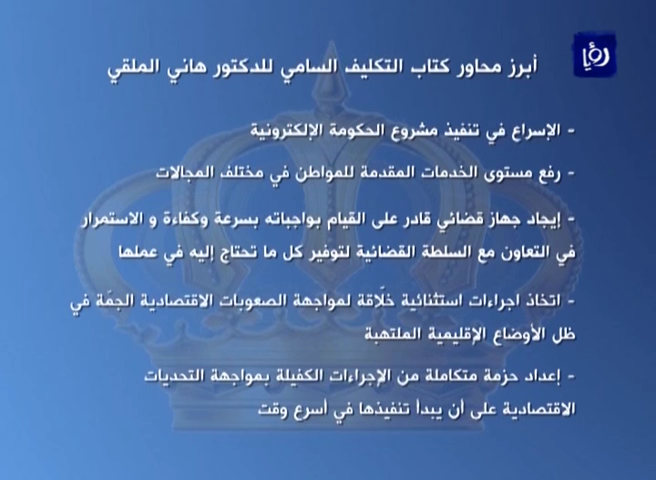 رؤيا
أبرز محاور كتاب التكليف السامي للدكتور هاني الملقي
- الإسراع في تنفيذ مشروع الحكومة الإلكترونية
- رفع مستوى الخدمات المقدمة للمواطن في مختلف المجالات
- إيجاد جهاز قضائي قادر على القيام بواجباته بسرعة وكفاءة و الاستمرار
في التعاون مع السلطة القضائية لتوفير كل ما تحتاج إليه في عملها
- اتخاذ اجراءات استثنائية خلّاقة لمواجهة الصعوبات الاقتصادية الجمّة في
ظل الأوضاع الإقليمية الملتهبة
- إعداد حزمة متكاملة من الإجراءات الكفيلة بمواجهة التحديات
الاقتصادية على أن يبدأ تنفيذها في أسرع وقت